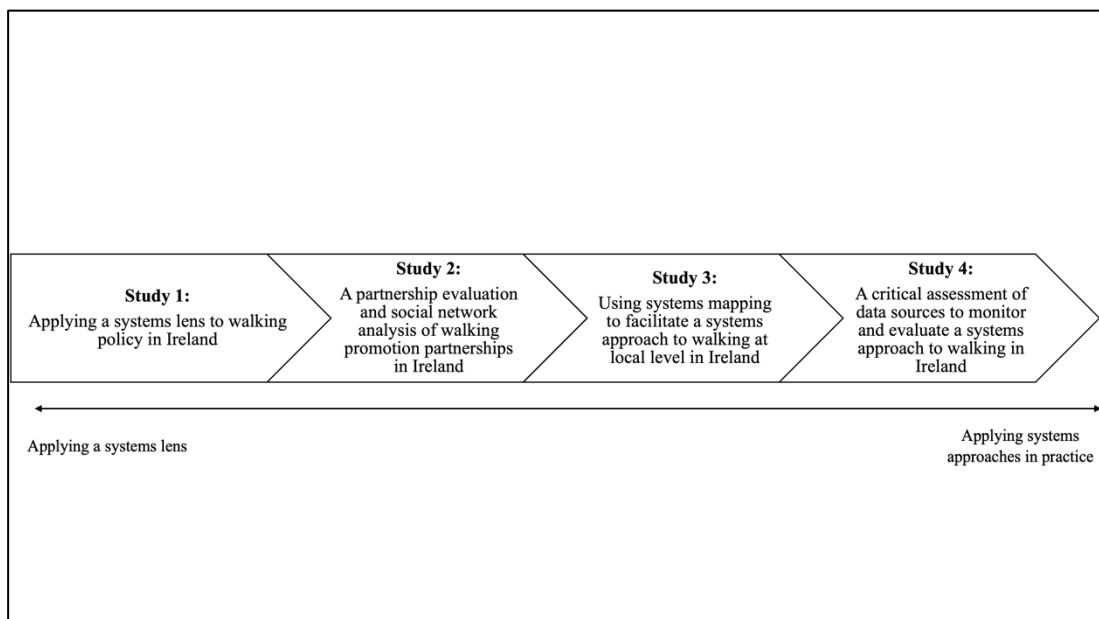 Study 1:
Applying a systems lens to walking
policy in Ireland
Study 2:
A partnership evaluation
and social network
analysis of walking
promotion partnerships
in Ireland
Study 3:
Using systems mapping
to facilitate a systems
approach to walking at
local level in Ireland
Study 4:
A critical assessment of
data sources to monitor
and evaluate a systems
approach to walking in
Ireland
Applying a systems lens
Applying systems
approaches in practice